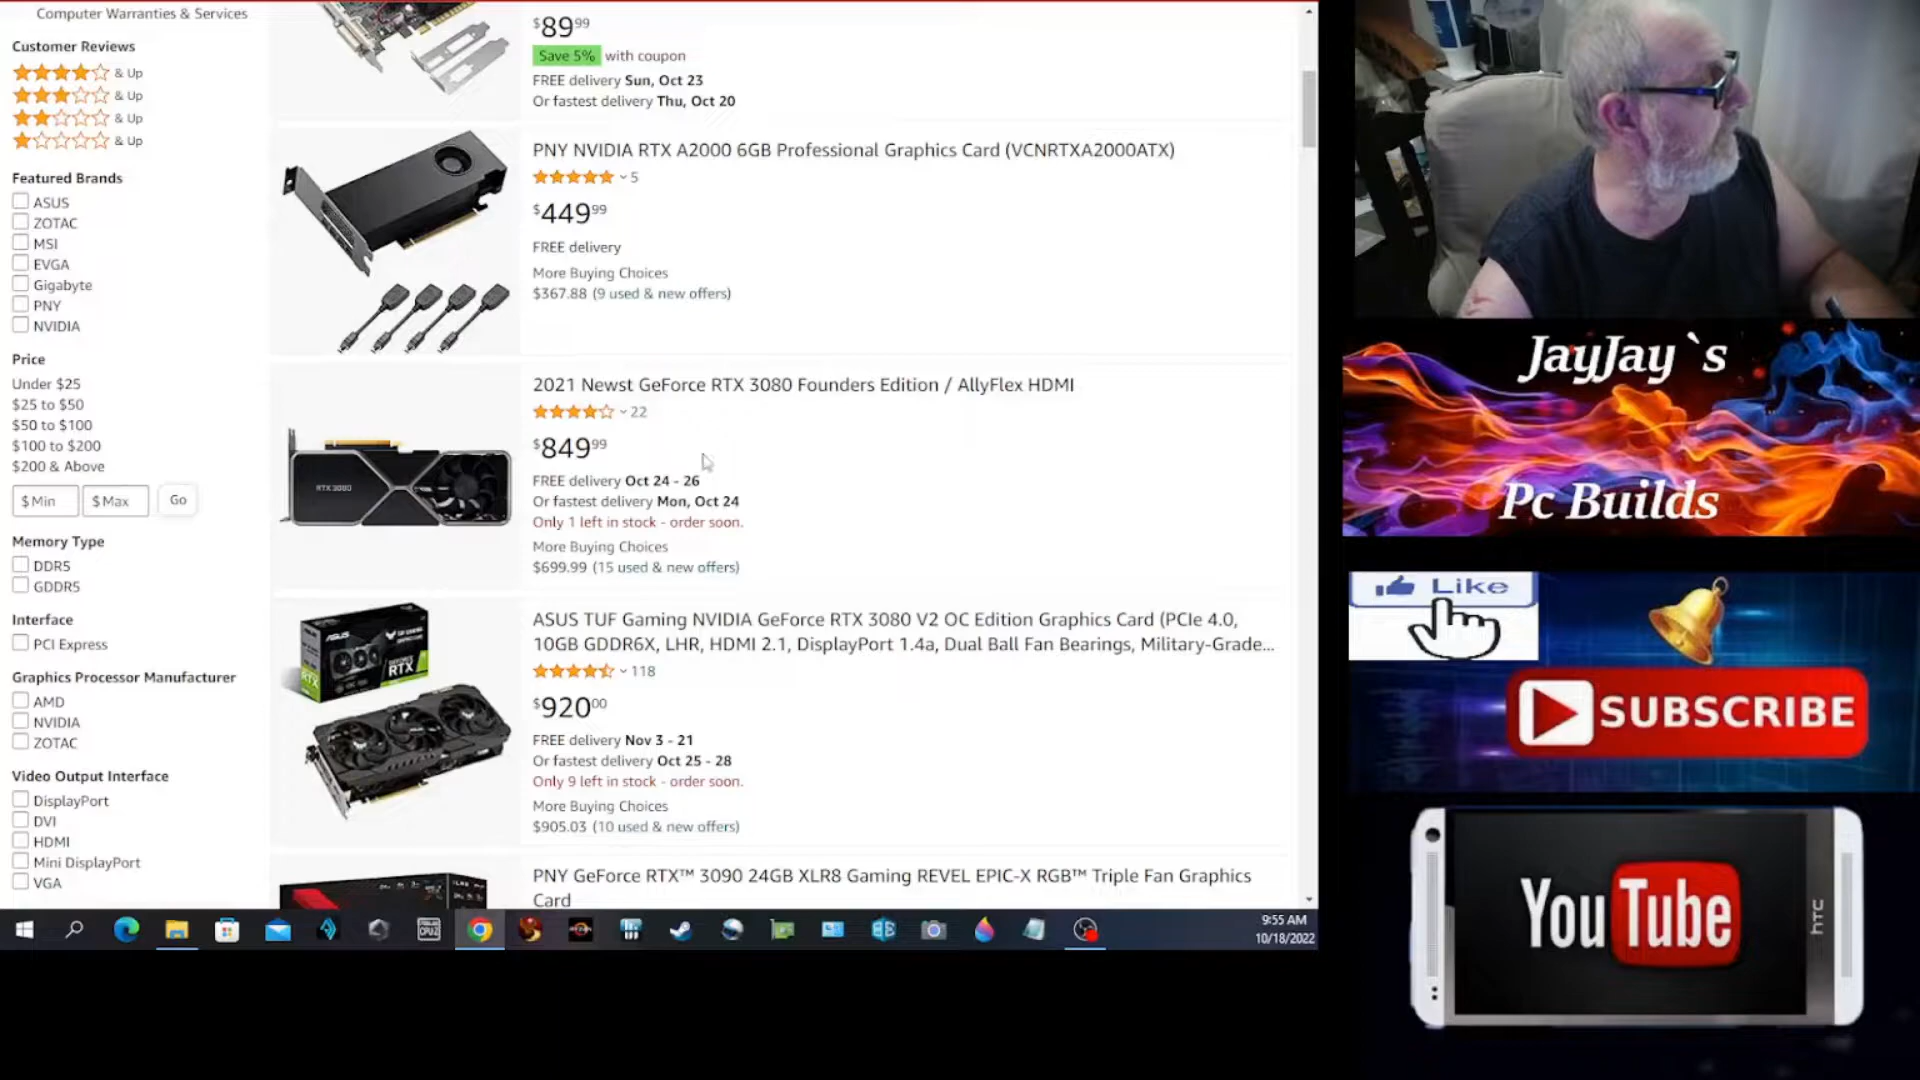 Computer Warranties & Services
Customer Reviews
& Up
& Up
& Up
& Up
Featured Brands
ASUS
ZOTAC
MSI
EVGA
Gigabyte
PNY
NVIDIA
Price
Under $25
$25 to $50
$50 to $100
$100 to $200
$200 & Above
$ Min
$ Max
Go
Memory Type
DDR5
GDDR5
Interface
PCI Express
Graphics Processor Manufacturer
AMD
NVIDIA
ZOTAC
Video Output Interface
DisplayPort
DVI
HDMI
Mini DisplayPort
VGA
$89.99
Save 5% with coupon
FREE delivery Sun, Oct 23
Or fastest delivery Thu, Oct 20
PNY NVIDIA RTX A2000 6GB Professional Graphics Card (VCNRTXA2000ATX)
5
$449.99
FREE delivery
More Buying Choices
$367.88 (9 used & new offers)
RTX 3080
2021 Newst GeForce RTX 3080 Founders Edition / AllyFlex HDMI
22
$849.99
FREE delivery Oct 24 - 26
Or fastest delivery Mon, Oct 24
Only 1 left in stock - order soon.
More Buying Choices
$699.99 (15 used & new offers)
ASUS
GEFORCE
RTX
ASUS TUF Gaming NVIDIA GeForce RTX 3080 V2 OC Edition Graphics Card (PCIe 4.0,
10GB GDDR6X, LHR, HDMI 2.1, DisplayPort 1.4a, Dual Ball Fan Bearings, Military-Grade...
118
$920.00
FREE delivery Nov 3 - 21
Or fastest delivery Oct 25 - 28
Only 9 left in stock - order soon.
More Buying Choices
$905.03 (10 used & new offers)
PNY GeForce RTX™ 3090 24GB XLR8 Gaming REVEL EPIC-X RGB™ Triple Fan Graphics
Card
9:55 AM
10/18/2022
JayJay`s
Pc Builds
Like
SUBSCRIBE
YouTube
hTC